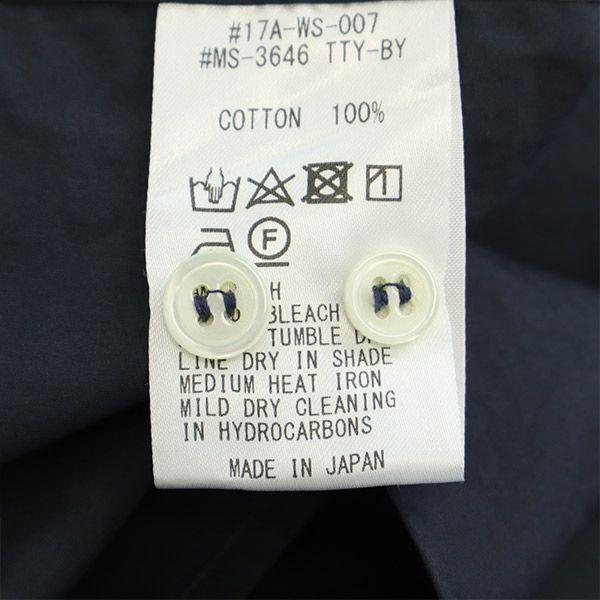 #17A-WS-007
#MS-3646 TTY-BY
COTTON 100%
F
BLEACH
TUMBLE
LINE DRY IN SHADE
MEDIUM HEAT IRON
MILD DRY CLEANING
IN HYDROCARBONS
MADE IN JAPAN